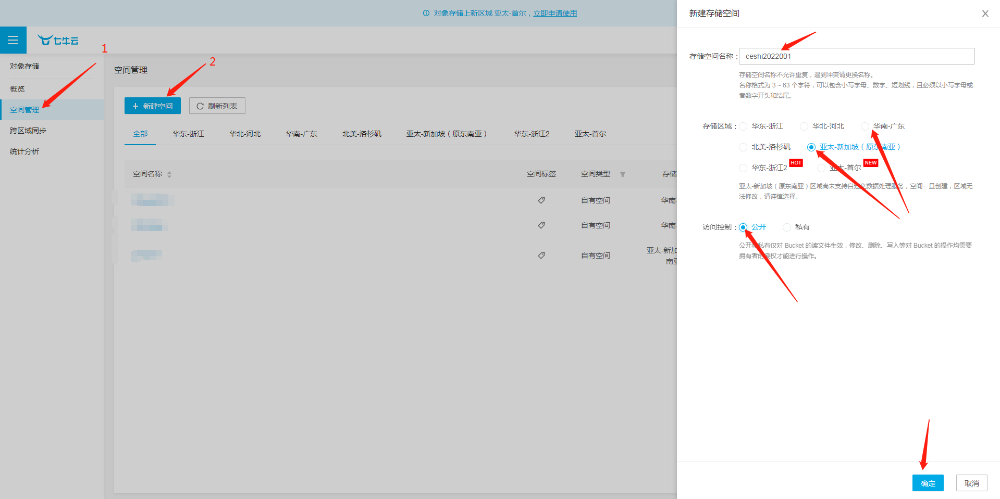 对象存储上新区域 亚太-首尔，立即申请使用
七牛云
1
对象存储
概览
空间管理
跨区域同步
统计分析
空间管理
2
新建空间
刷新列表
全部 华东-浙江 华北-河北 华南-广东 北美-洛杉矶 亚太-新加坡（原东南亚） 华东-浙江2 亚太-首尔
空间名称 空间标签 空间类型 存储
自有空间 华南-
自有空间 华南-
自有空间 亚太-新加
南亚
新建存储空间
X
存储空间名称： ceshi2022001
存储空间名称不允许重复，遇到冲突请更换名称。
名称格式为 3 ~ 63 个字符，可以包含小写字母、数字、短划线，且必须以小写字母或
者数字开头和结尾。
存储区域： 华东-浙江 华北-河北 华南-广东
北美-洛杉矶 亚太-新加坡（原东南亚）
华东-浙江2 HOT 亚太-首尔 NEW
亚太-新加坡（原东南亚）区域尚未支持自定义数据处理服务，空间一旦创建，区域无
法修改，请谨慎选择。
访问控制： 公开 私有
公开和私有仅对 Bucket 的读文件生效，修改、删除、写入等对 Bucket 的操作均需要
拥有者的授权才能进行操作。
确定 取消